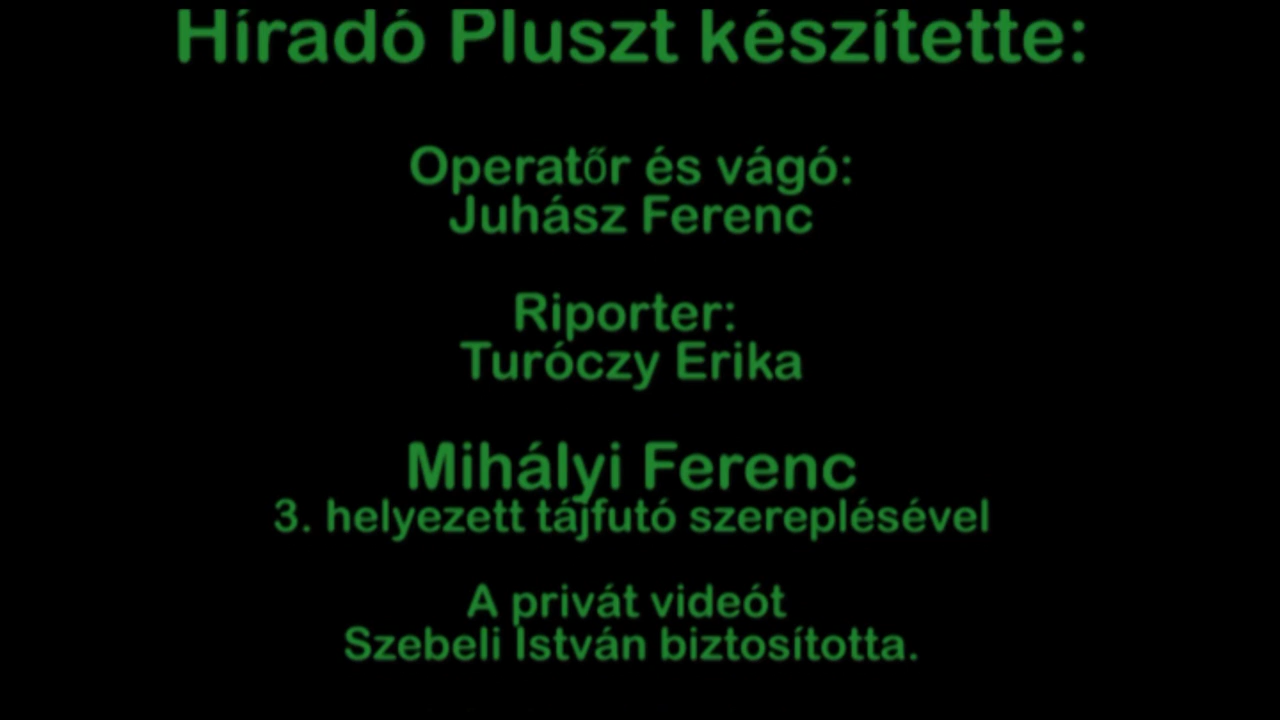 Híradó Pluszt készítette:
Operatőr és vágó:
Juhász Ferenc
Riporter:
Turóczy Erika
Mihályi Ferenc
3. helyezett tájfutó szereplésével
A privát videót
Szebeli István biztosította.